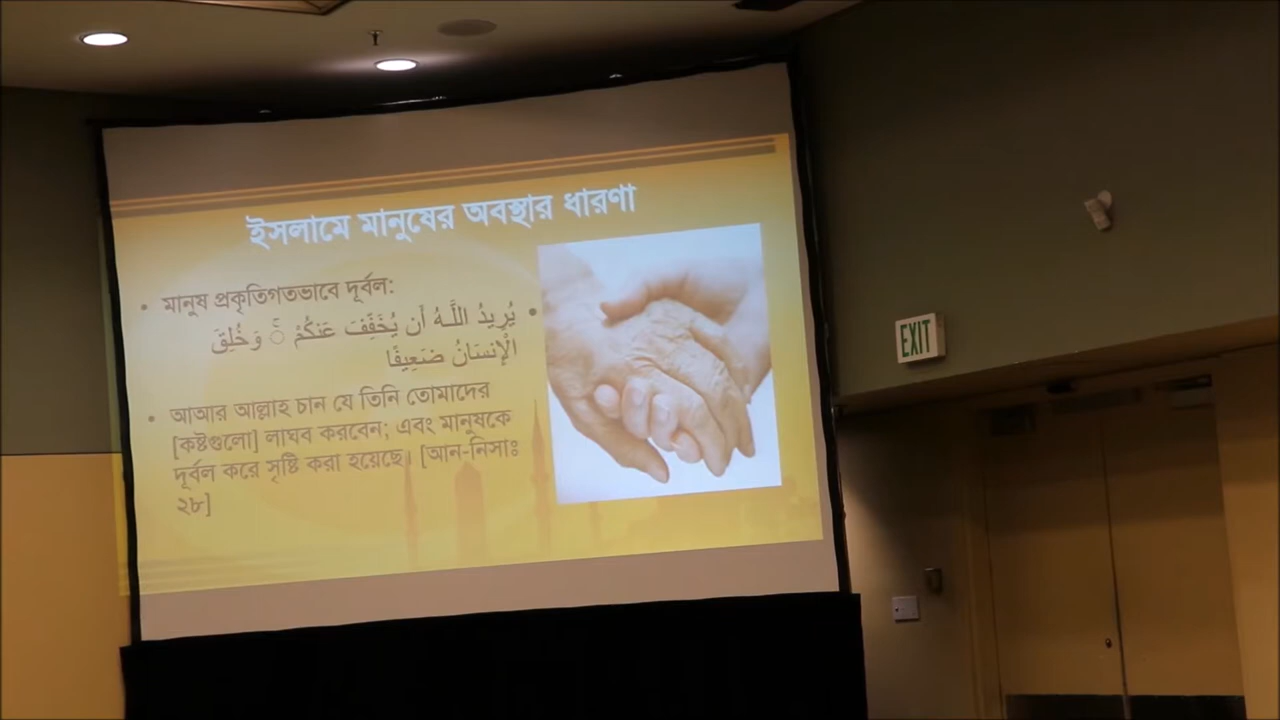 ইসলামে মানুষের অবস্থার ধারণা
• মানুষ প্রকৃতিগতভাবে দূর্বল:
• يُرِيدُ اللَّهُ أَن يُخَفِّفَ عَنكُمْ ۚ وَخُلِقَ
الْإِنسَانُ ضَعِيفًا
• আআর আল্লাহ চান যে তিনি তোমাদের
[কষ্টগুলো] লাঘব করবেন; এবং মানুষকে
দূর্বল করে সৃষ্টি করা হয়েছে। [আন-নিসাঃ
২৮]
EXIT